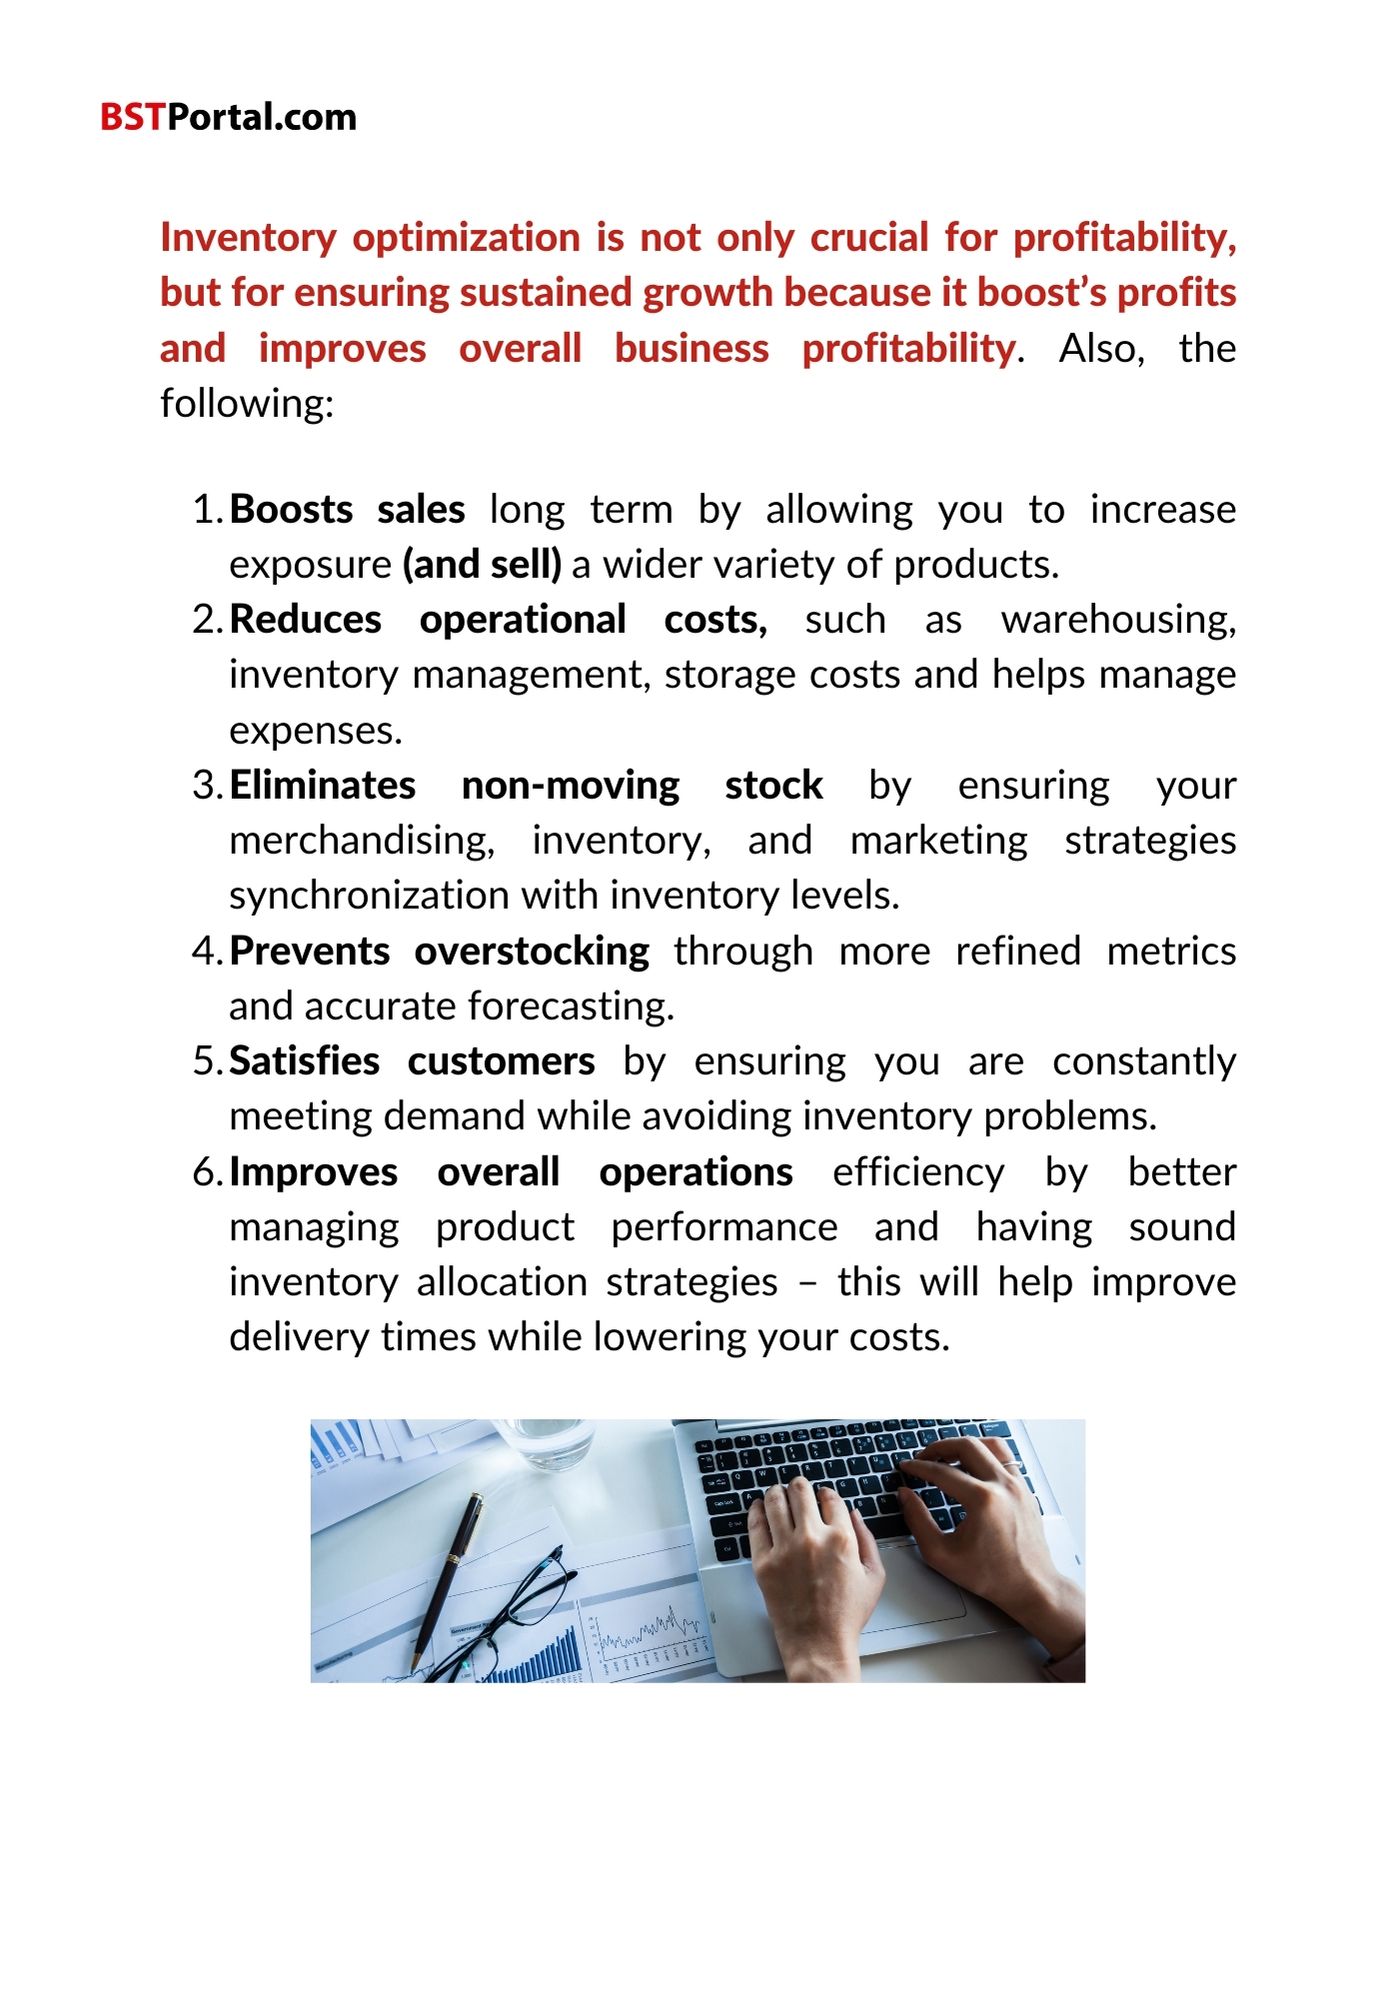 BSTPortal.com
Inventory optimization is not only crucial for profitability,
but for ensuring sustained growth because it boost’s profits
and improves overall business profitability. Also, the
following:
1. Boosts sales long term by allowing you to increase
exposure (and sell) a wider variety of products.
2. Reduces operational costs, such as warehousing,
inventory management, storage costs and helps manage
expenses.
3. Eliminates non-moving stock by ensuring your
merchandising, inventory, and marketing strategies
synchronization with inventory levels.
4. Prevents overstocking through more refined metrics
and accurate forecasting.
5. Satisfies customers by ensuring you are constantly
meeting demand while avoiding inventory problems.
6. Improves overall operations efficiency by better
managing product performance and having sound
inventory allocation strategies – this will help improve
delivery times while lowering your costs.